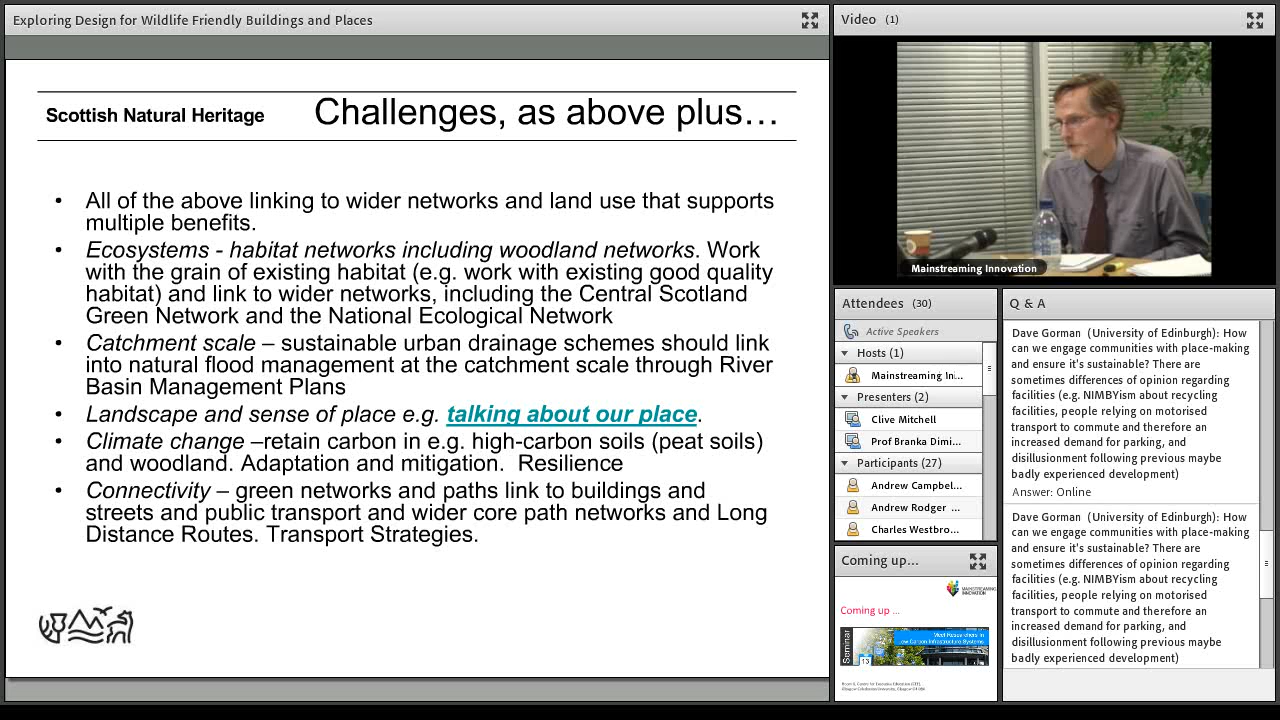 Exploring Design for Wildlife Friendly Buildings and Places
Scottish Natural Heritage
Challenges, as above plus…
• All of the above linking to wider networks and land use that supports
multiple benefits.
• Ecosystems - habitat networks including woodland networks. Work
with the grain of existing habitat (e.g. work with existing good quality
habitat) and link to wider networks, including the Central Scotland
Green Network and the National Ecological Network
• Catchment scale – sustainable urban drainage schemes should link
into natural flood management at the catchment scale through River
Basin Management Plans
• Landscape and sense of place e.g. talking about our place.
• Climate change –retain carbon in e.g. high-carbon soils (peat soils)
and woodland. Adaptation and mitigation.  Resilience
• Connectivity – green networks and paths link to buildings and
streets and public transport and wider core path networks and Long
Distance Routes. Transport Strategies.
Video (1)
Mainstreaming Innovation
Attendees (30)
Active Speakers
Hosts (1)
Mainstreaming In...
Presenters (2)
Clive Mitchell
Prof Branka Dimi...
Participants (27)
Andrew Campbel...
Andrew Rodger ...
Charles Westbro...
Coming up...
MAINSTREAMING
INNOVATION
Coming up ...
Seminar
13
Meet Researchers in
Low Carbon Infrastructure Systems
Q & A
Dave Gorman (University of Edinburgh): How
can we engage communities with place-making
and ensure it's sustainable? There are
sometimes differences of opinion regarding
facilities (e.g. NIMBYism about recycling
facilities, people relying on motorised
transport to commute and therefore an
increased demand for parking, and
disillusionment following previous maybe
badly experienced development)
Answer: Online
Dave Gorman (University of Edinburgh): How
can we engage communities with place-making
and ensure it's sustainable? There are
sometimes differences of opinion regarding
facilities (e.g. NIMBYism about recycling
facilities, people relying on motorised
transport to commute and therefore an
increased demand for parking, and
disillusionment following previous maybe
badly experienced development)